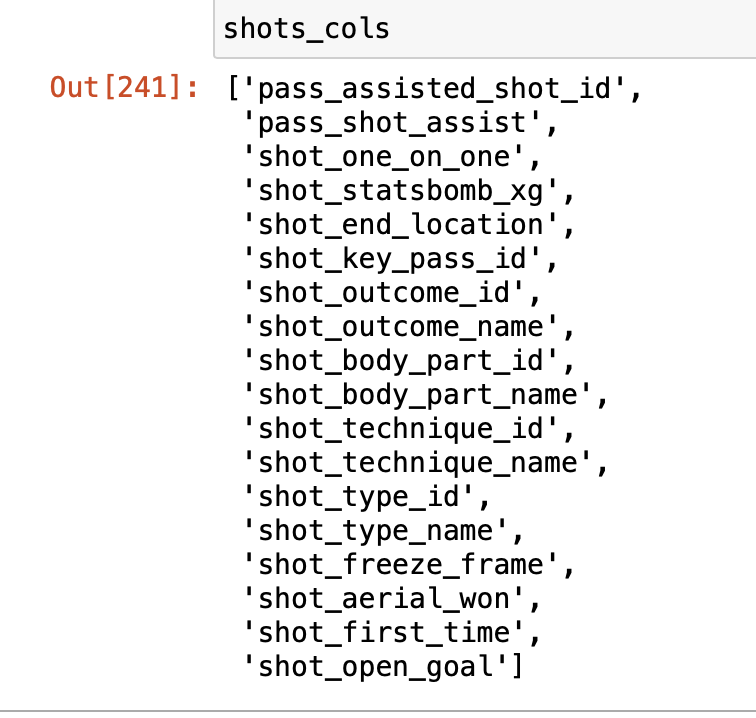 shots_cols
Out[241]: ['pass_assisted_shot_id',
'pass_shot_assist',
'shot_one_on_one',
'shot_statsbomb_xg',
'shot_end_location',
'shot_key_pass_id',
'shot_outcome_id',
'shot_outcome_name',
'shot_body_part_id',
'shot_body_part_name',
'shot_technique_id',
'shot_technique_name',
'shot_type_id',
'shot_type_name',
'shot_freeze_frame',
'shot_aerial_won',
'shot_first_time',
'shot_open_goal']